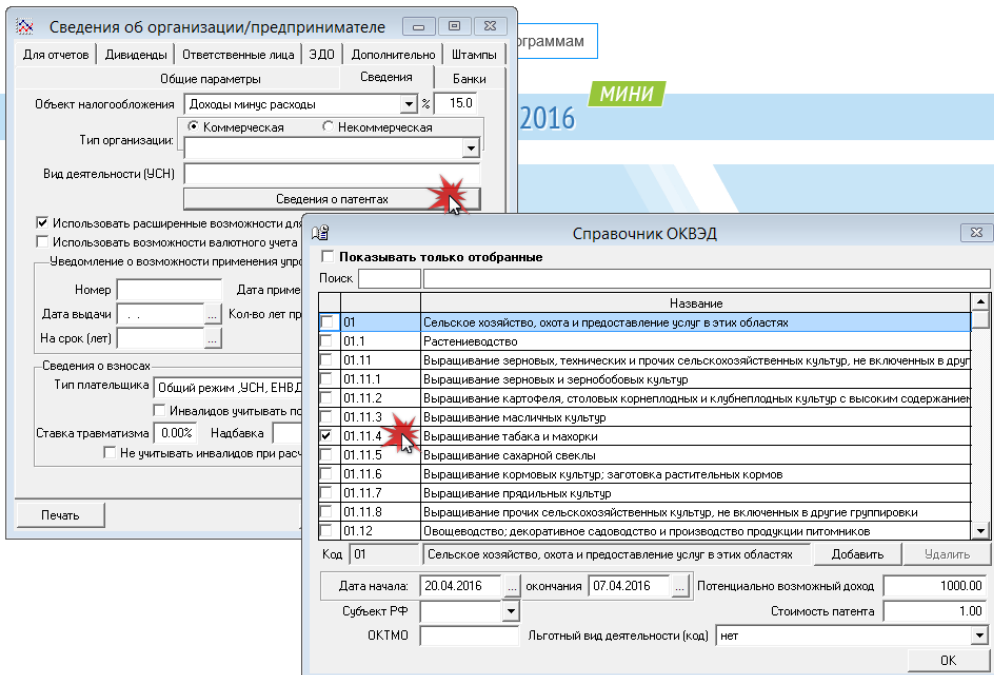 Сведения об организации/предпринимателе
ограммам
Для отчетов Дивиденды Ответственные лица ЭДО Дополнительно Штампы
Общие параметры Сведения Банки
Объект налогообложения Доходы минус расходы % 15.0
МИНИ
2016
Коммерческая Некоммерческая
Тип организации:
Вид деятельности (УСН)
Сведения о патентах
Использовать расширенные возможности для
Использовать возможности валютного учета
Уведомление о возможности применения упро
Номер Дата приме
Дата выдачи . . ... Кол-во лет пр
На срок (лет) ...
Сведения о взносах
Тип плательщика Общий режим ,УСН, ЕНВД
Инвалидов учитывать по
Ставка травматизма 0.00% Надбавка
Не учитывать инвалидов при расч
Печать
Справочник ОКВЭД
Показывать только отобранные
Поиск
Название
01 Сельское хозяйство, охота и предоставление услуг в этих областях
01.1 Растениеводство
01.11 Выращивание зерновых, технических и прочих сельскохозяйственных культур, не включенных в друг
01.11.1 Выращивание зерновых и зернобобовых культур
01.11.2 Выращивание картофеля, столовых корнеплодных и клубнеплодных культур с высоким содержанием
01.11.3 Выращивание масличных культур
01.11.4 Выращивание табака и махорки
01.11.5 Выращивание сахарной свеклы
01.11.6 Выращивание кормовых культур; заготовка растительных кормов
01.11.7 Выращивание прядильных культур
01.11.8 Выращивание прочих сельскохозяйственных культур, не включенных в другие группировки
01.12 Овощеводство; декоративное садоводство и производство продукции питомников
Код 01 Сельское хозяйство, охота и предоставление услуг в этих областях Добавить Удалить
Дата начала: 20.04.2016 ... окончания 07.04.2016 ... Потенциально возможный доход 1000.00
Субъект РФ Стоимость патента 1.00
ОКТМО Льготный вид деятельности (код) нет
OK